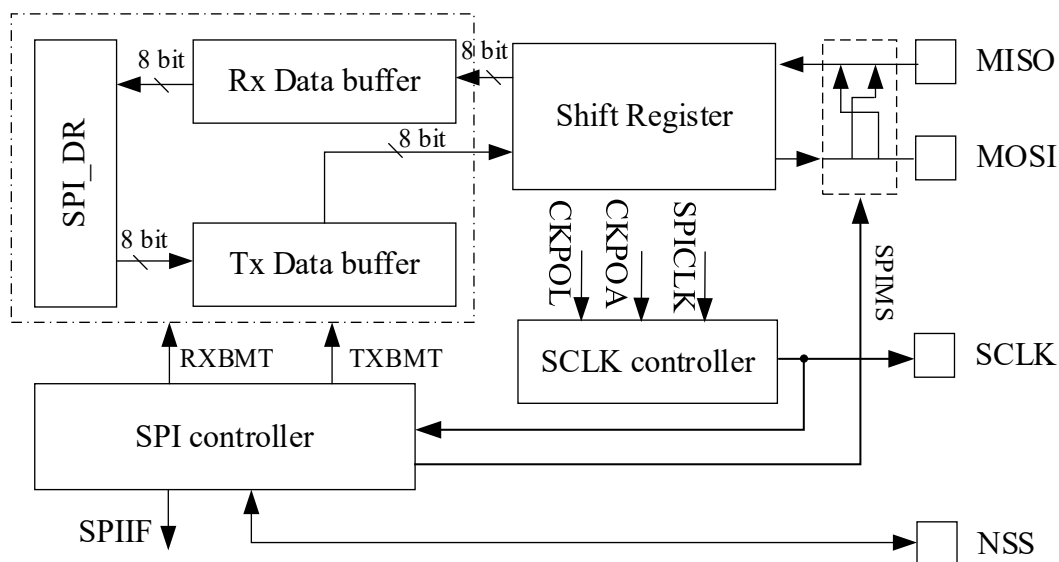 8 bit
Rx Data buffer
8 bit
Shift Register
MISO
MOSI
SPI_DR
8 bit
8 bit
Tx Data buffer
CKPOL
CKPOA
SPICLK
SPIMS
RXBMT
TXBMT
SCLK controller
SCLK
SPI controller
SPIIF
NSS